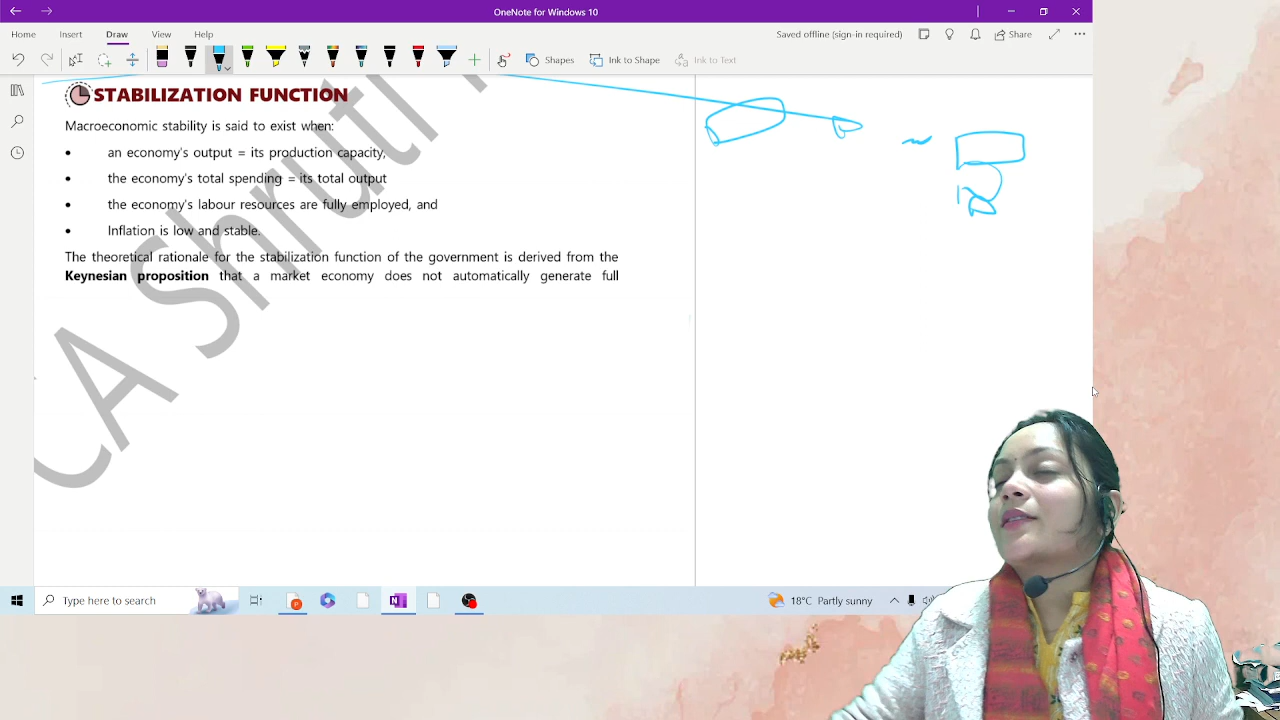 OneNote for Windows 10
Home Insert Draw View Help
Saved offline (sign-in required) Share
Shapes Ink to Shape Ink to Text
STABILIZATION FUNCTION
Macroeconomic stability is said to exist when:
• an economy's output = its production capacity,
• the economy's total spending = its total output
• the economy's labour resources are fully employed, and
• Inflation is low and stable.
The theoretical rationale for the stabilization function of the government is derived from the
Keynesian proposition that a market economy does not automatically generate full
CA Shruti
Type here to search
18°C Partly sunny